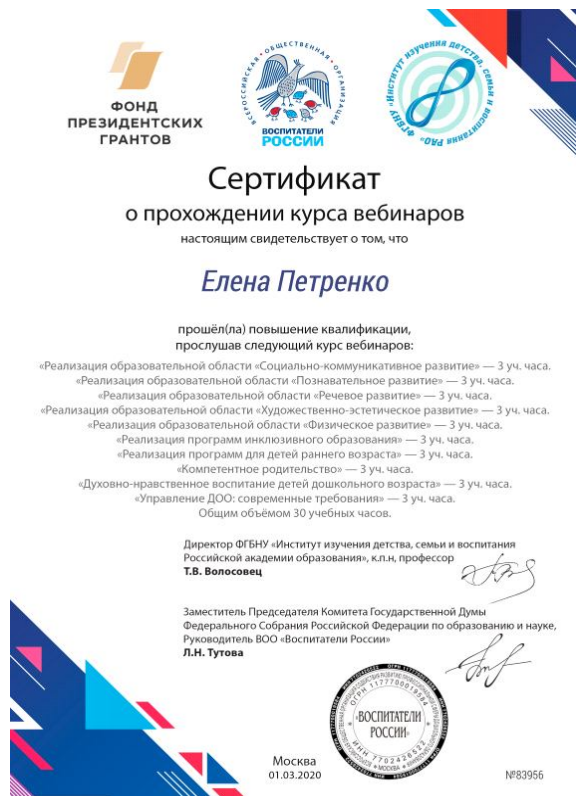 ФОНД
ПРЕЗИДЕНТСКИХ
ГРАНТОВ
ВСЕРОССИЙСКАЯ • ОБЩЕСТВЕННАЯ • ОРГАНИЗАЦИЯ
ВОСПИТАТЕЛИ
РОССИИ
ФГБНУ «Институт изучения детства, семьи и воспитания РАО»
Сертификат
о прохождении курса вебинаров
настоящим свидетельствует о том, что
Елена Петренко
прошёл(ла) повышение квалификации,
прослушав следующий курс вебинаров:
«Реализация образовательной области «Социально-коммуникативное развитие» — 3 уч. часа.
«Реализация образовательной области «Познавательное развитие» — 3 уч. часа.
«Реализация образовательной области «Речевое развитие» — 3 уч. часа.
«Реализация образовательной области «Художественно-эстетическое развитие» — 3 уч. часа.
«Реализация образовательной области «Физическое развитие» — 3 уч. часа.
«Реализация программ инклюзивного образования» — 3 уч. часа.
«Реализация программ для детей раннего возраста» — 3 уч. часа.
«Компетентное родительство» — 3 уч. часа.
«Духовно-нравственное воспитание детей дошкольного возраста» — 3 уч. часа.
«Управление ДОО: современные требования» — 3 уч. часа.
Общим объёмом 30 учебных часов.
Директор ФГБНУ «Институт изучения детства, семьи и воспитания
Российской академии образования», к.п.н, профессор
Т.В. Волосовец
Заместитель Председателя Комитета Государственной Думы
Федерального Собрания Российской Федерации по образованию и науке,
Руководитель ВОО «Воспитатели России»
Л.Н. Тутова
«ВОСПИТАТЕЛИ
РОССИИ»
• МОСКВА •
Москва
01.03.2020
№83956